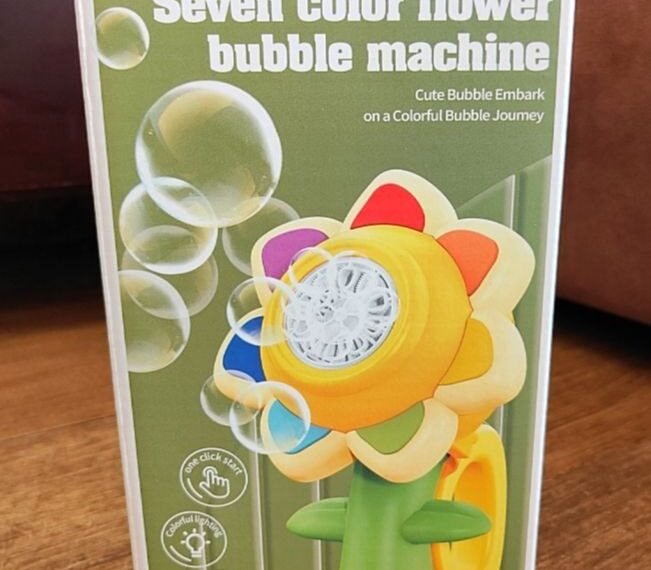 Seven color flower
bubble machine
Cute Bubble Embark
on a Colorful Bubble Journey
one click start
Colorful lighting